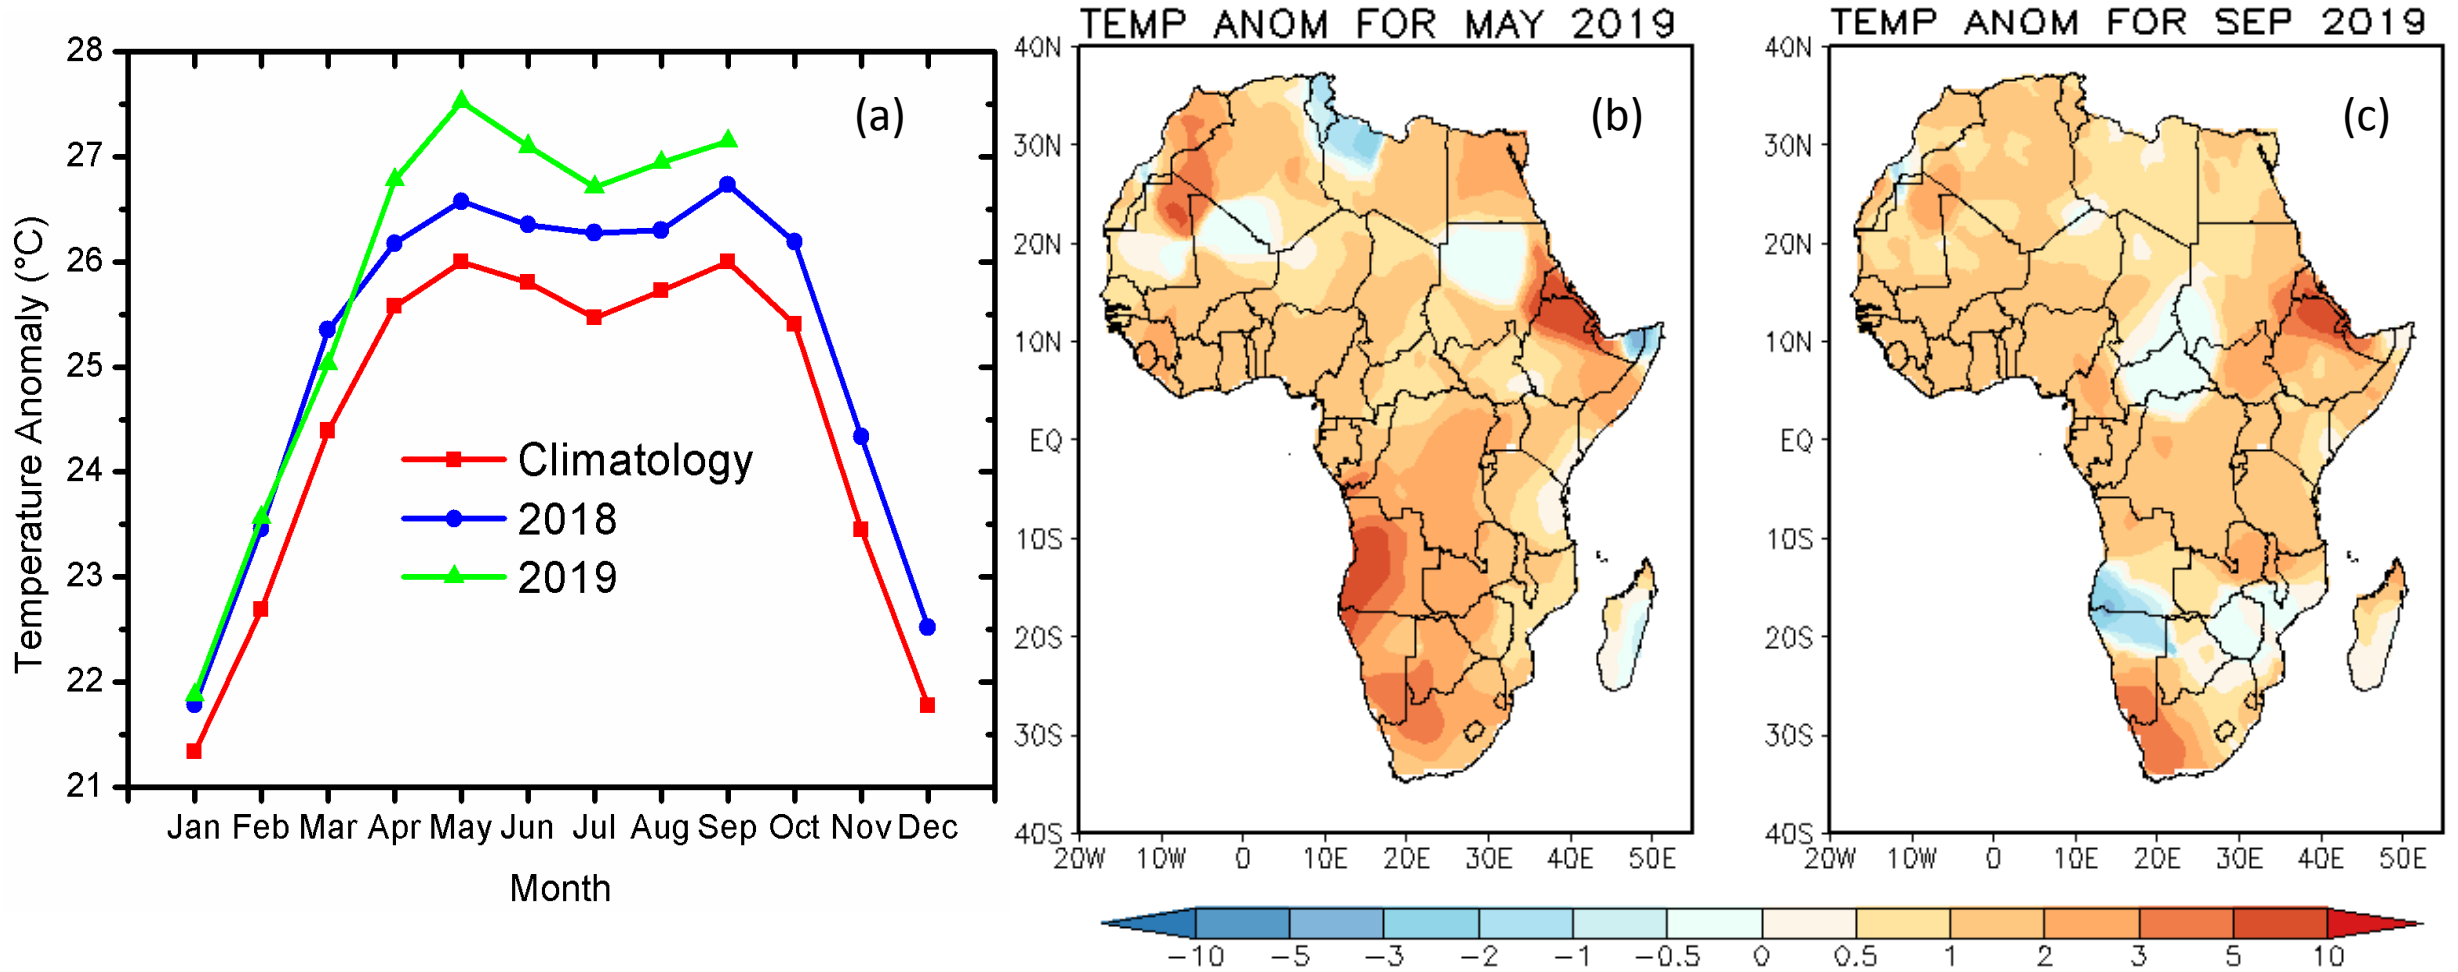 28
27
26
25
24
23
22
21
Temperature Anomaly (°C)
Jan Feb Mar Apr May Jun Jul Aug Sep Oct Nov Dec
Month
(a)
Climatology
2018
2019
TEMP ANOM FOR MAY 2019
(b)
40N
30N
20N
10N
EQ
10S
20S
30S
40S
20W 10W 0 10E 20E 30E 40E 50E
TEMP ANOM FOR SEP 2019
(c)
40N
30N
20N
10N
EQ
10S
20S
30S
40S
20W 10W 0 10E 20E 30E 40E 50E
-10 -5 -3 -2 -1 -0.5 0 0.5 1 2 3 5 10